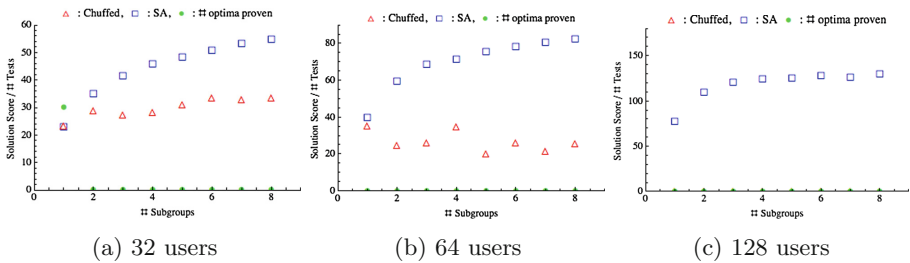 △ : Chuffed, □ : SA, ● : # optima proven
Solution Score / # Tests
60
50
40
30
20
10
0
0 2 4 6 8
# Subgroups
(a) 32 users
△ : Chuffed, □ : SA, ● : # optima proven
Solution Score / # Tests
80
60
40
20
0
0 2 4 6 8
# Subgroups
(b) 64 users
△ : Chuffed, □ : SA, ● : # optima proven
Solution Score / # Tests
150
100
50
0
0 2 4 6 8
# Subgroups
(c) 128 users